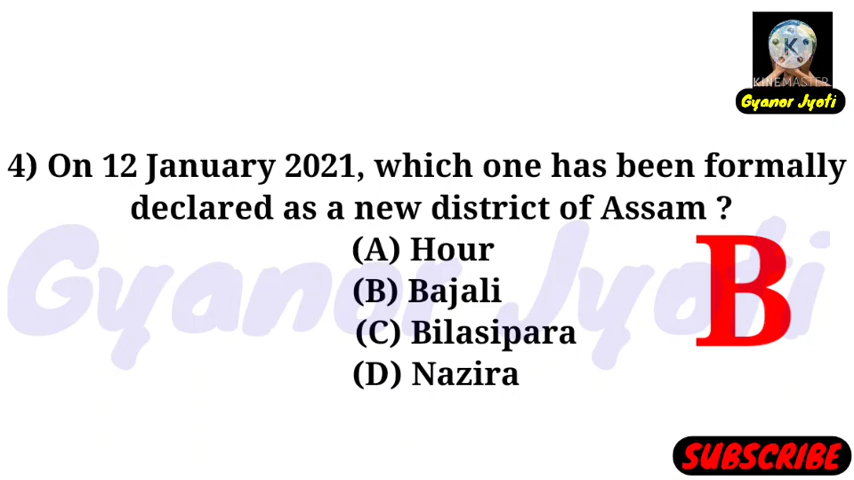 KINEMASTER
Gyanor Jyoti
4) On 12 January 2021, which one has been formally
declared as a new district of Assam ?
(A) Hour
(B) Bajali
(C) Bilasipara
(D) Nazira
B
Gyanor Jyoti
SUBSCRIBE